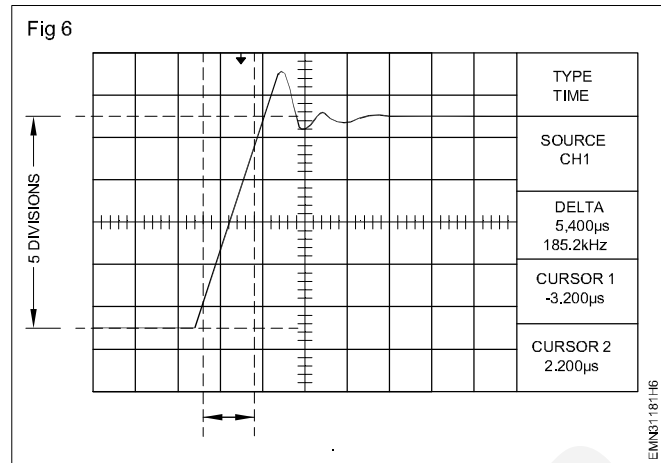 Fig 6
5 DIVISIONS
TYPE
TIME
SOURCE
CH1
DELTA
5,400µs
185.2kHz
CURSOR 1
-3.200µs
CURSOR 2
2.200µs
EMN31181H6